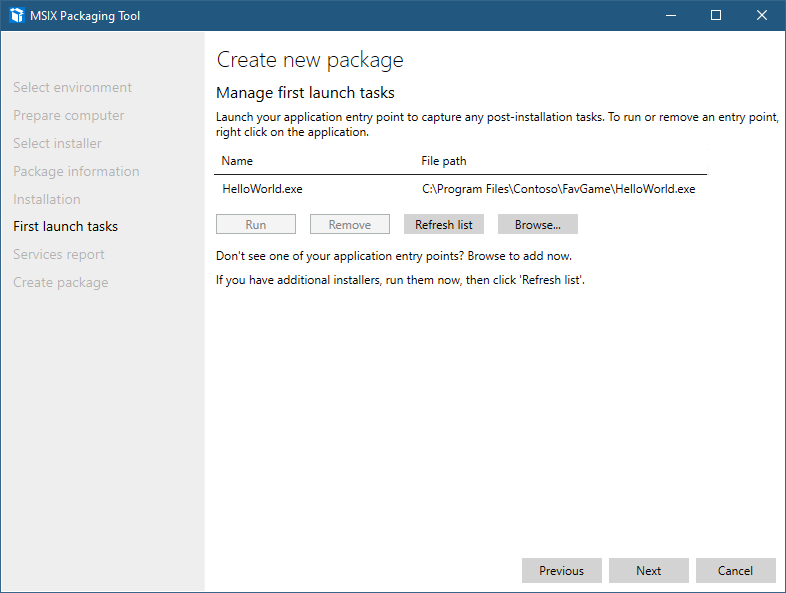 MSIX Packaging Tool
Select environment
Prepare computer
Select installer
Package information
Installation
First launch tasks
Services report
Create package
Create new package
Manage first launch tasks
Launch your application entry point to capture any post-installation tasks. To run or remove an entry point,
right click on the application.
Name File path
HelloWorld.exe C:\Program Files\Contoso\FavGame\HelloWorld.exe
Run Remove Refresh list Browse...
Don't see one of your application entry points? Browse to add now.
If you have additional installers, run them now, then click 'Refresh list'.
Previous Next Cancel